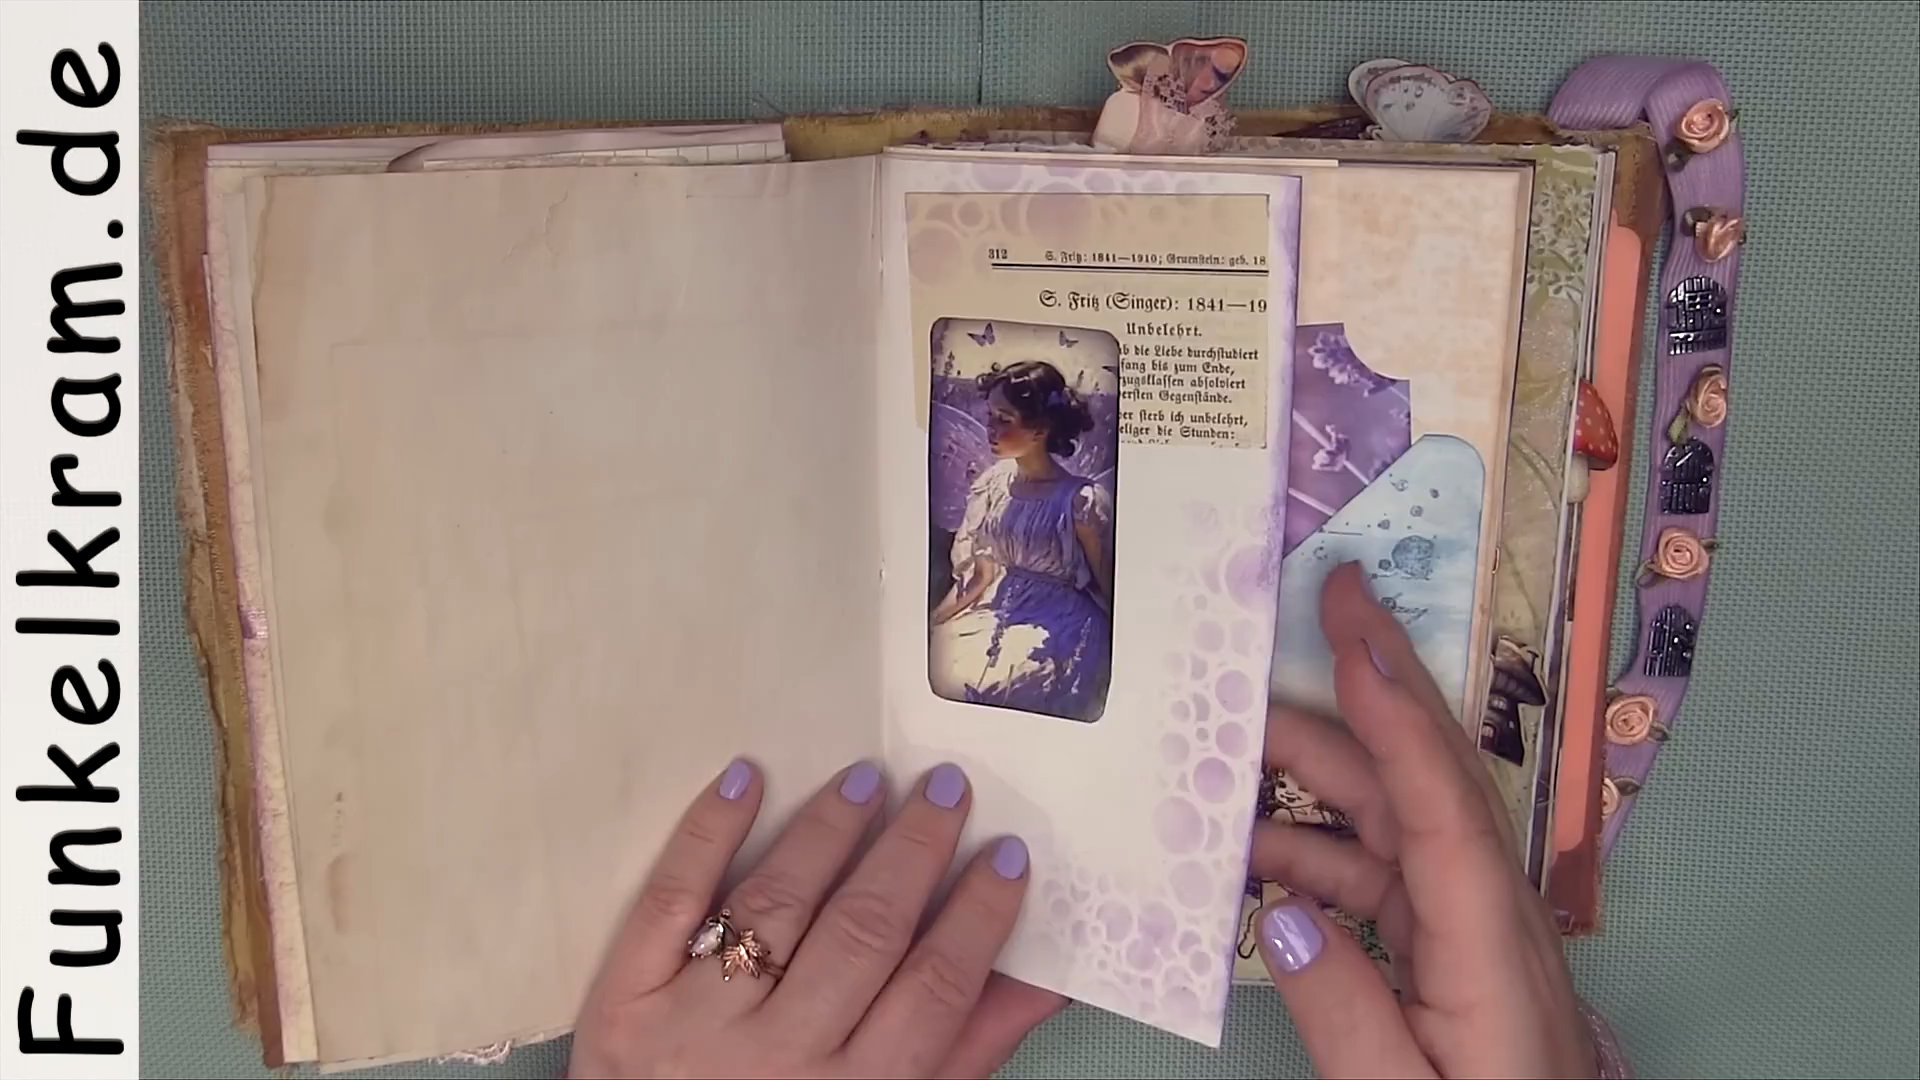 Funkelkram.de
312 S. Fritz: 1841—1910; Gruenstein: geb. 18
S. Fritz (Singer): 1841—19
Unbelehrt.
b die Liebe durchstudiert
fang bis zum Ende,
zugsklassen absolviert
ersten Gegenstände.
er sterb ich unbelehrt,
eliger die Stunden: